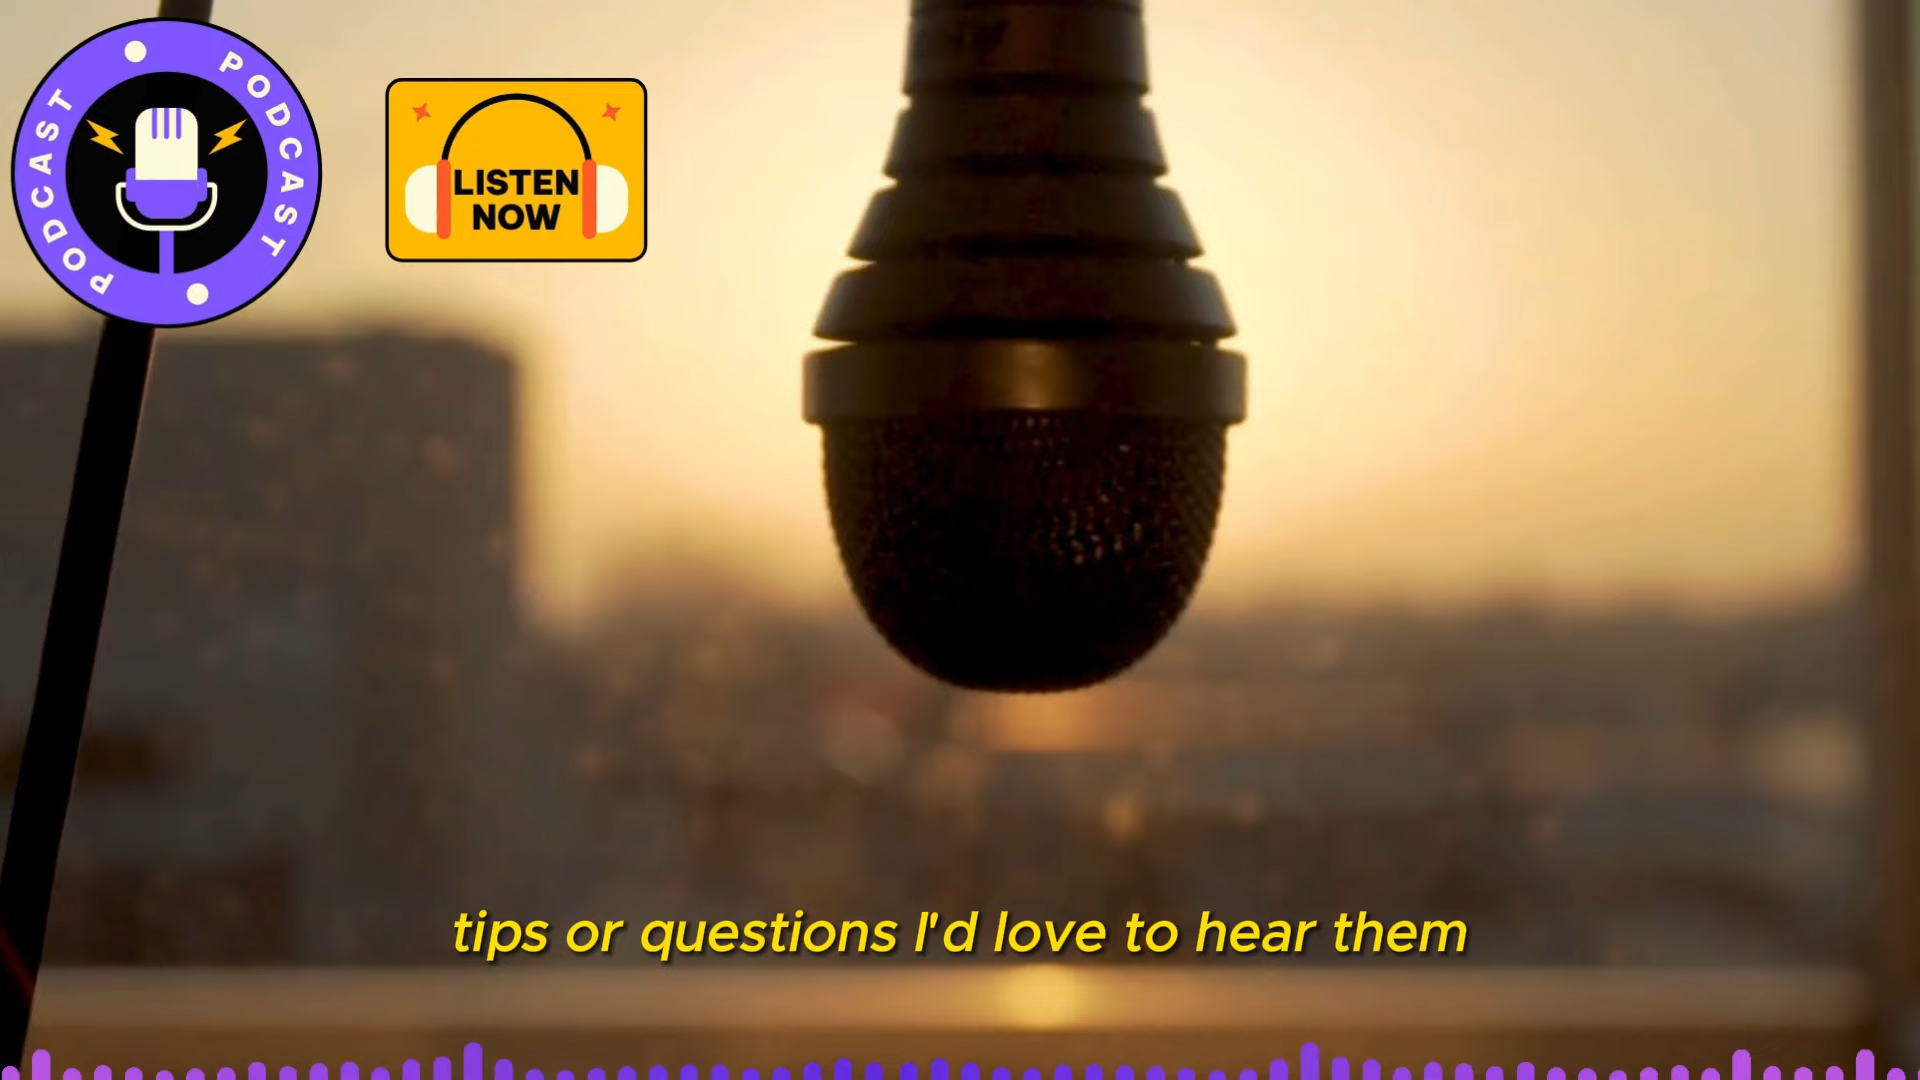 PODCAST
PODCAST
LISTEN
NOW
tips or questions I'd love to hear them